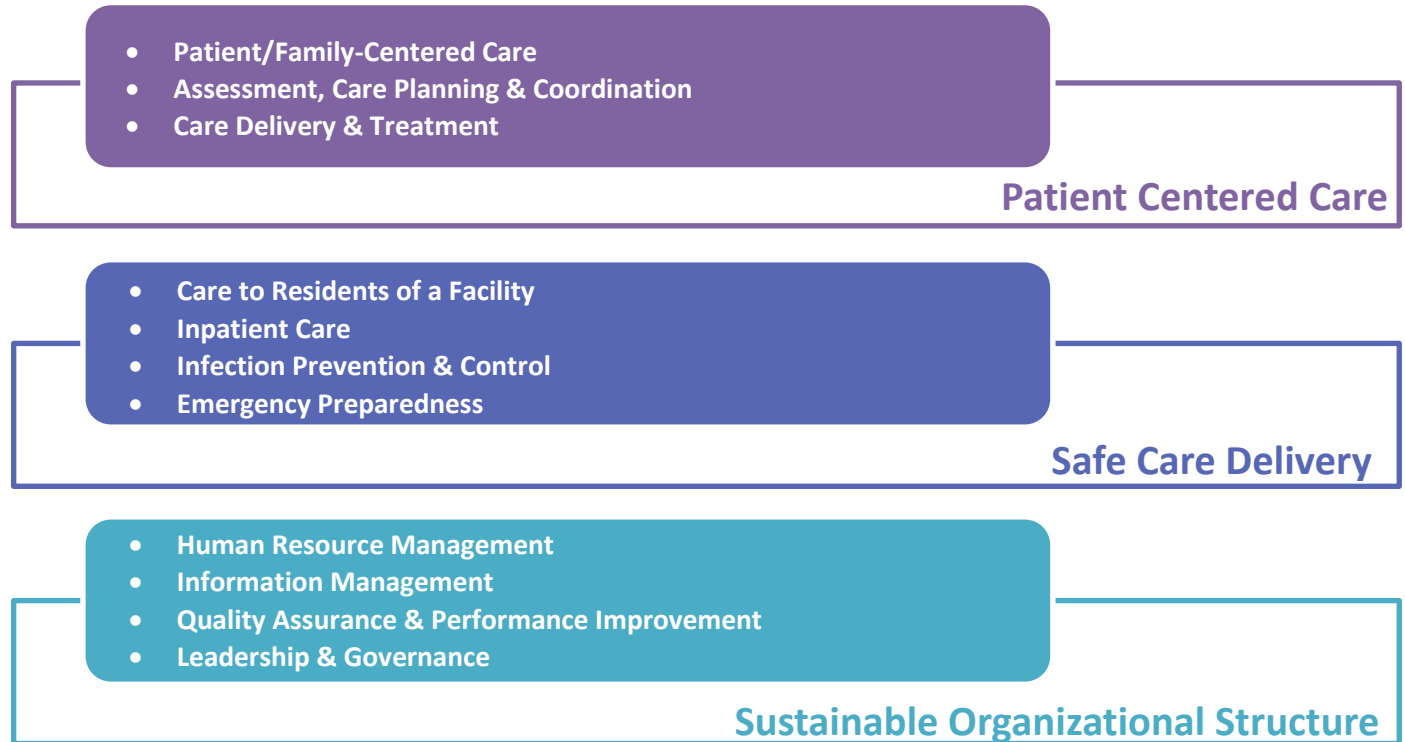 • Patient/Family-Centered Care
• Assessment, Care Planning & Coordination
• Care Delivery & Treatment
Patient Centered Care
• Care to Residents of a Facility
• Inpatient Care
• Infection Prevention & Control
• Emergency Preparedness
Safe Care Delivery
• Human Resource Management
• Information Management
• Quality Assurance & Performance Improvement
• Leadership & Governance
Sustainable Organizational Structure